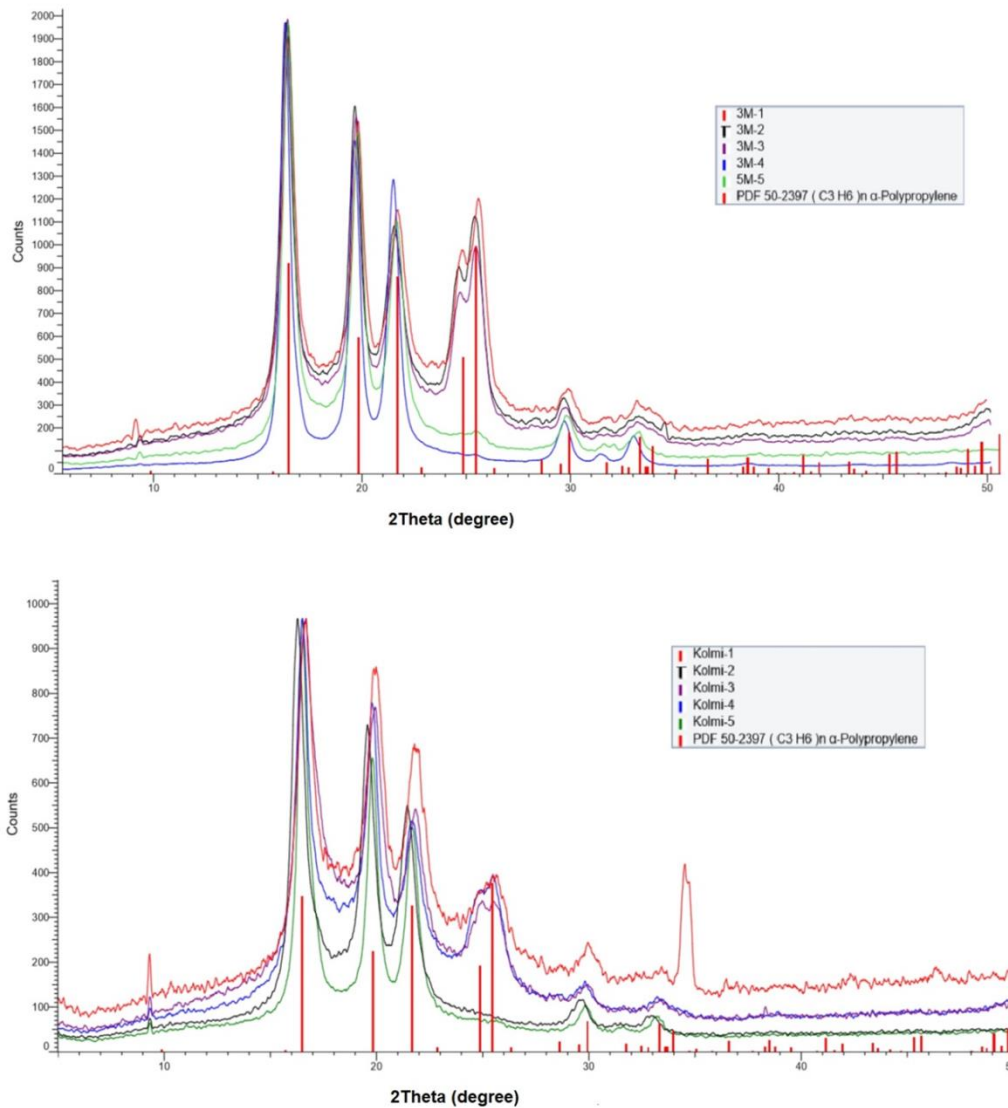 2000
1900
1800
1700
1600
1500
1400
1300
1200
1100
1000
900
800
700
600
500
400
300
200
0
Counts
3M-1
3M-2
3M-3
3M-4
5M-5
PDF 50-2397 ( C3 H6 )n α-Polypropylene
10 20 30 40 50
2Theta (degree)
1000
900
800
700
600
500
400
300
200
100
0
Counts
Kolmi-1
Kolmi-2
Kolmi-3
Kolmi-4
Kolmi-5
PDF 50-2397 ( C3 H6 )n α-Polypropylene
10 20 30 40 50
2Theta (degree)